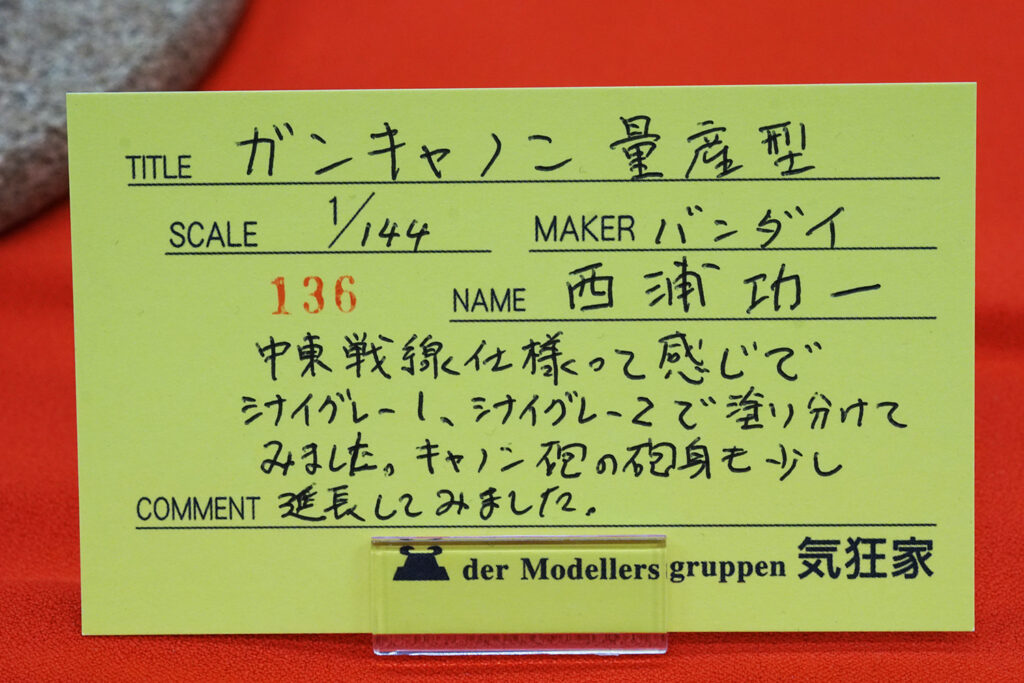 TITLE ガンキャノン 量産型
SCALE 1/144 MAKER バンダイ
136 NAME 西浦功一
中東戦線仕様って感じで
シナイグレー1、シナイグレー2で塗り分けて
みました。キャノン砲の砲身も少し
COMMENT 延長してみました。
der Modellers gruppen 気狂家